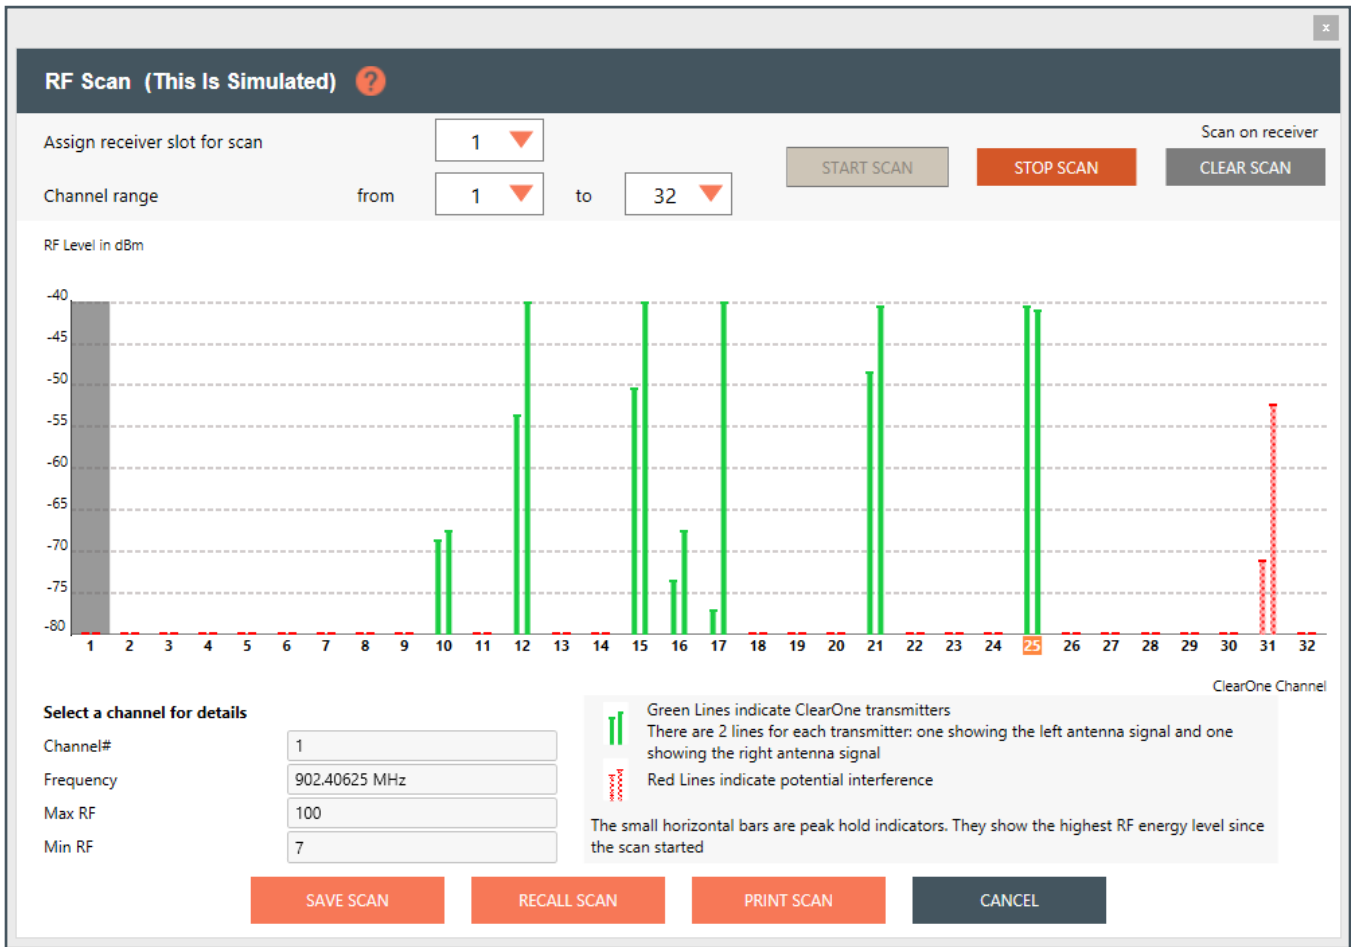 x
RF Scan (This Is Simulated) ?
Assign receiver slot for scan 1
Scan on receiver
START SCAN STOP SCAN CLEAR SCAN
Channel range from 1 to 32
RF Level in dBm
-40
-45
-50
-55
-60
-65
-70
-75
-80
1 2 3 4 5 6 7 8 9 10 11 12 13 14 15 16 17 18 19 20 21 22 23 24 25 26 27 28 29 30 31 32
ClearOne Channel
Select a channel for details
Channel# 1
Frequency 902.40625 MHz
Max RF 100
Min RF 7
Green Lines indicate ClearOne transmitters
There are 2 lines for each transmitter: one showing the left antenna signal and one
showing the right antenna signal
Red Lines indicate potential interference
The small horizontal bars are peak hold indicators. They show the highest RF energy level since
the scan started
SAVE SCAN RECALL SCAN PRINT SCAN CANCEL